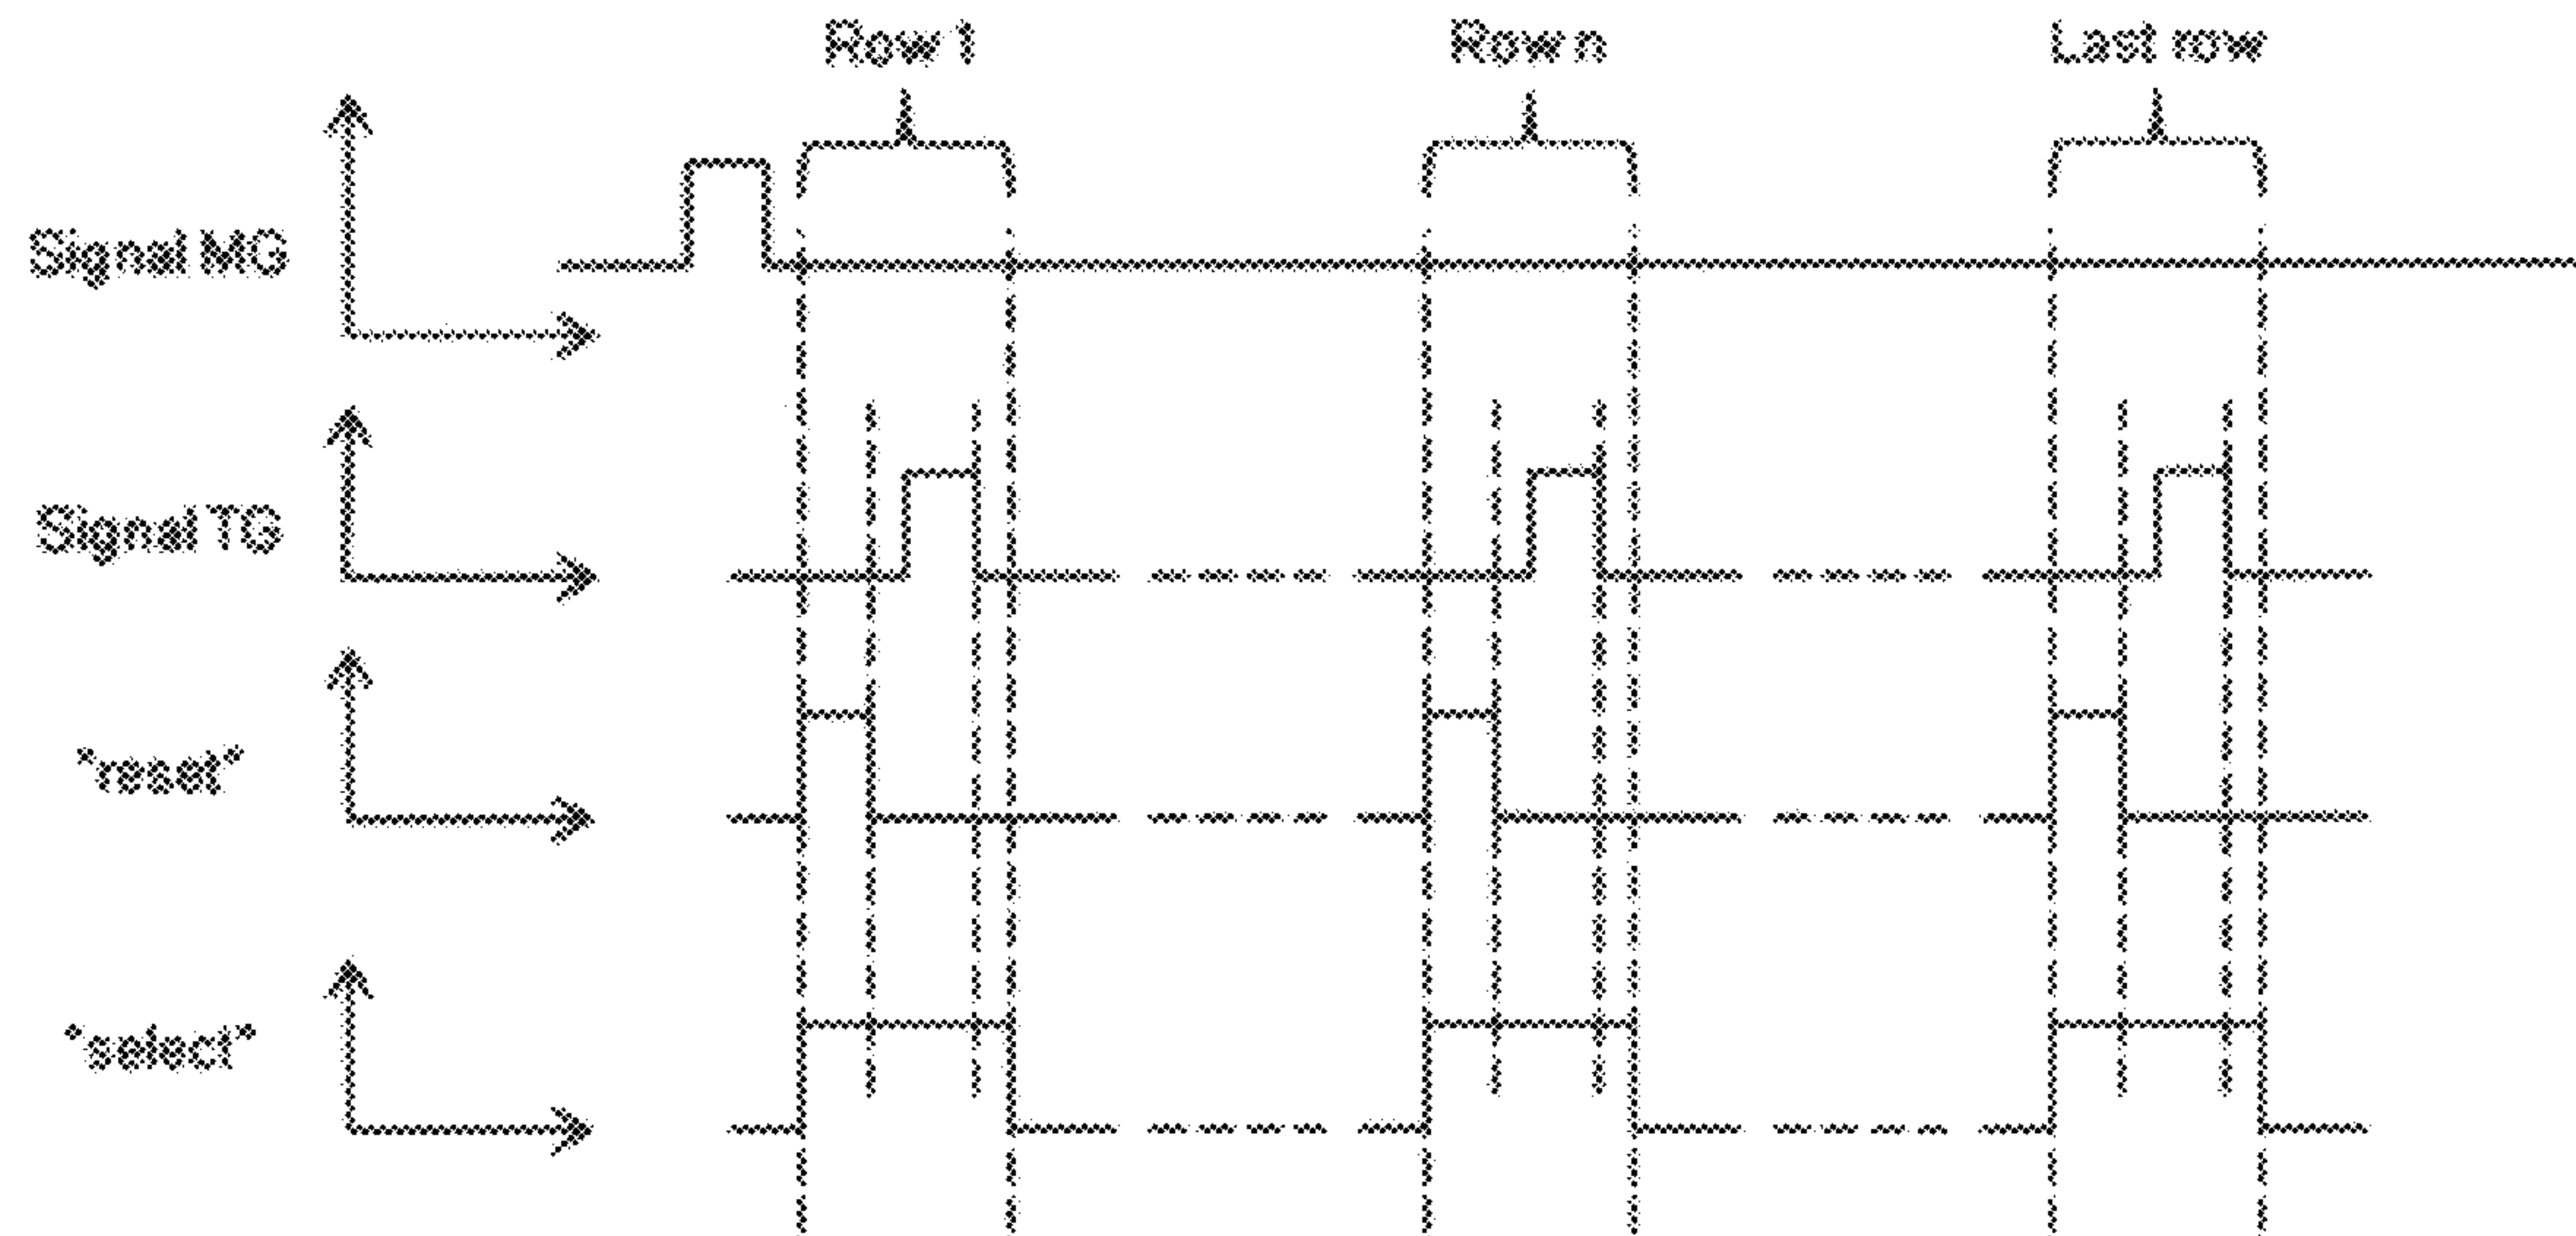 Row 1
Row n
Last row
Signal MG
Signal TG
"reset"
"select"